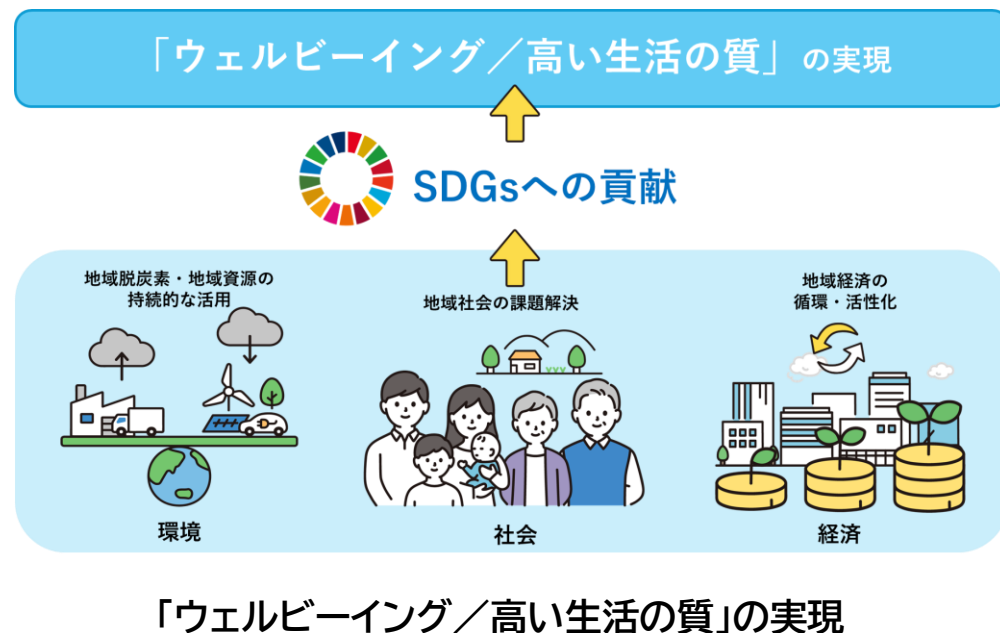 「ウェルビーイング／高い生活の質」の実現
SDGsへの貢献
地域脱炭素・地域資源の
持続的な活用
地域社会の課題解決
地域経済の
循環・活性化
環境
社会
経済
「ウェルビーイング／高い生活の質」の実現